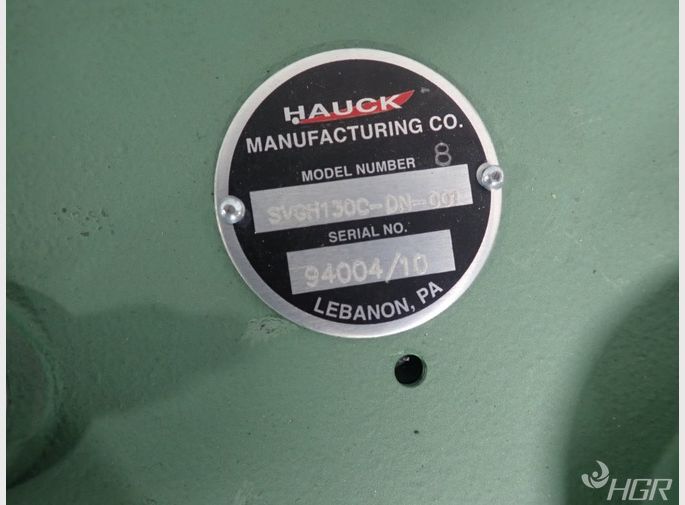 HAUCK
MANUFACTURING CO.
MODEL NUMBER 8
SVGH130C-DN-001
SERIAL NO.
94004/10
LEBANON, PA
HGR